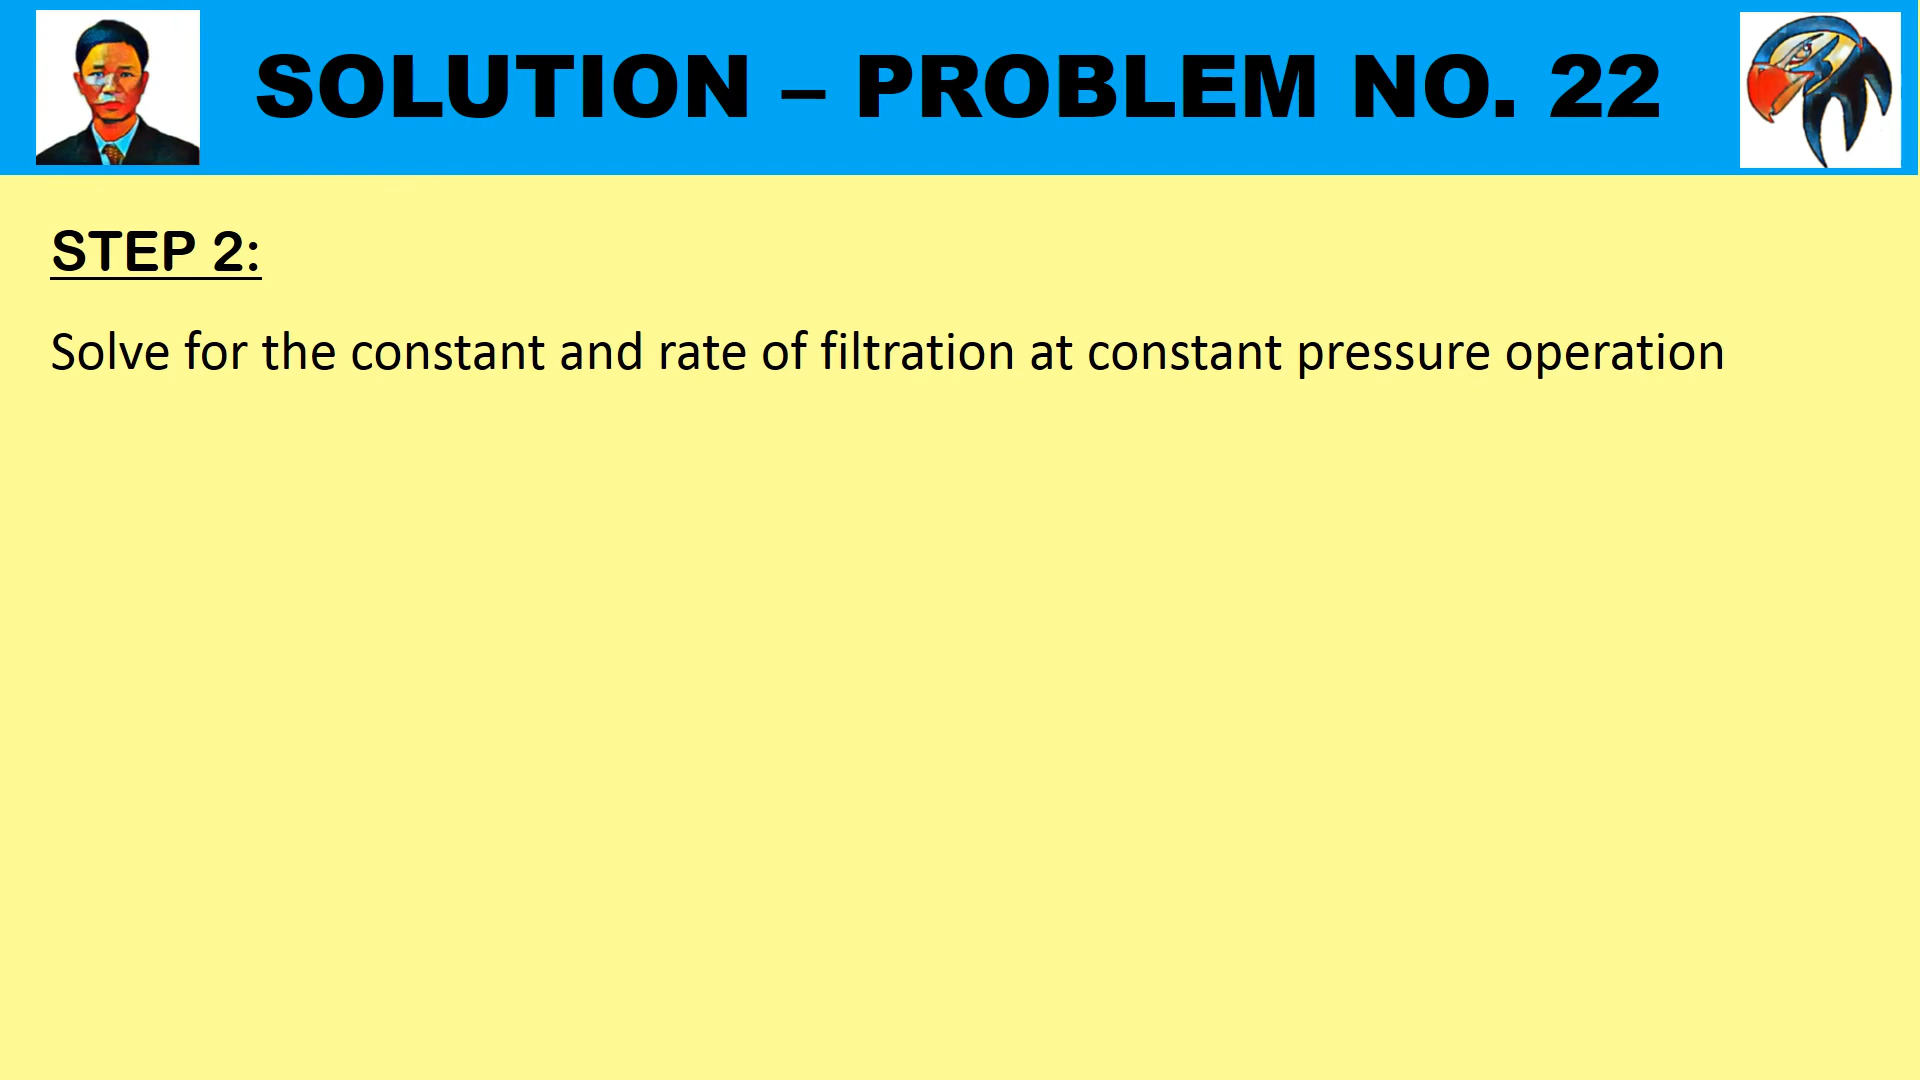 SOLUTION – PROBLEM NO. 22
STEP 2:
Solve for the constant and rate of filtration at constant pressure operation